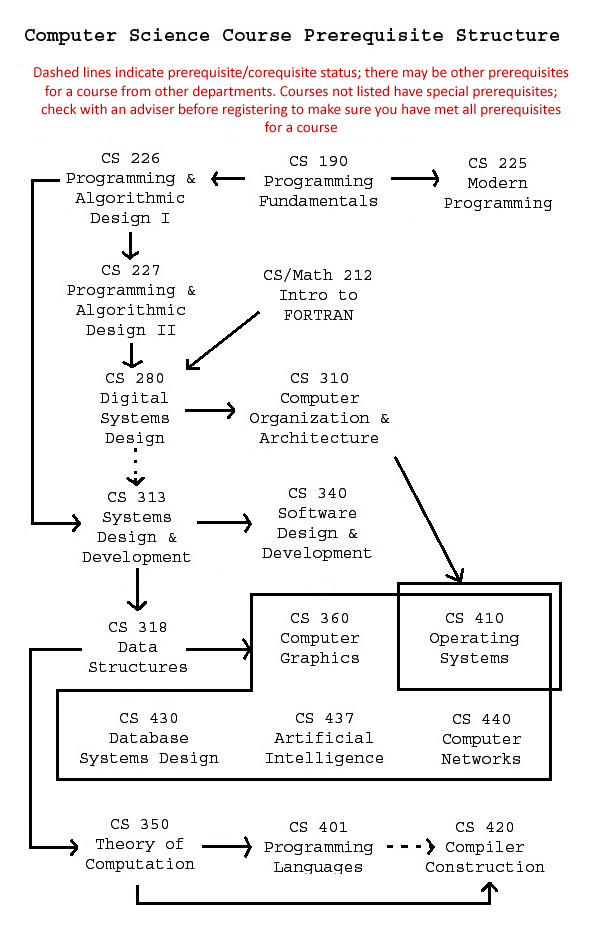 Computer Science Course Prerequisite Structure
Dashed lines indicate prerequisite/corequisite status; there may be other prerequisites
for a course from other departments. Courses not listed have special prerequisites;
check with an adviser before registering to make sure you have met all prerequisites
for a course
CS 226
Programming &
Algorithmic
Design I
CS 190
Programming
Fundamentals
CS 225
Modern
Programming
CS 227
Programming &
Algorithmic
Design II
CS/Math 212
Intro to
FORTRAN
CS 280
Digital
Systems
Design
CS 310
Computer
Organization &
Architecture
CS 313
Systems
Design &
Development
CS 340
Software
Design &
Development
CS 318
Data
Structures
CS 360
Computer
Graphics
CS 410
Operating
Systems
CS 430
Database
Systems Design
CS 437
Artificial
Intelligence
CS 440
Computer
Networks
CS 350
Theory of
Computation
CS 401
Programming
Languages
CS 420
Compiler
Construction